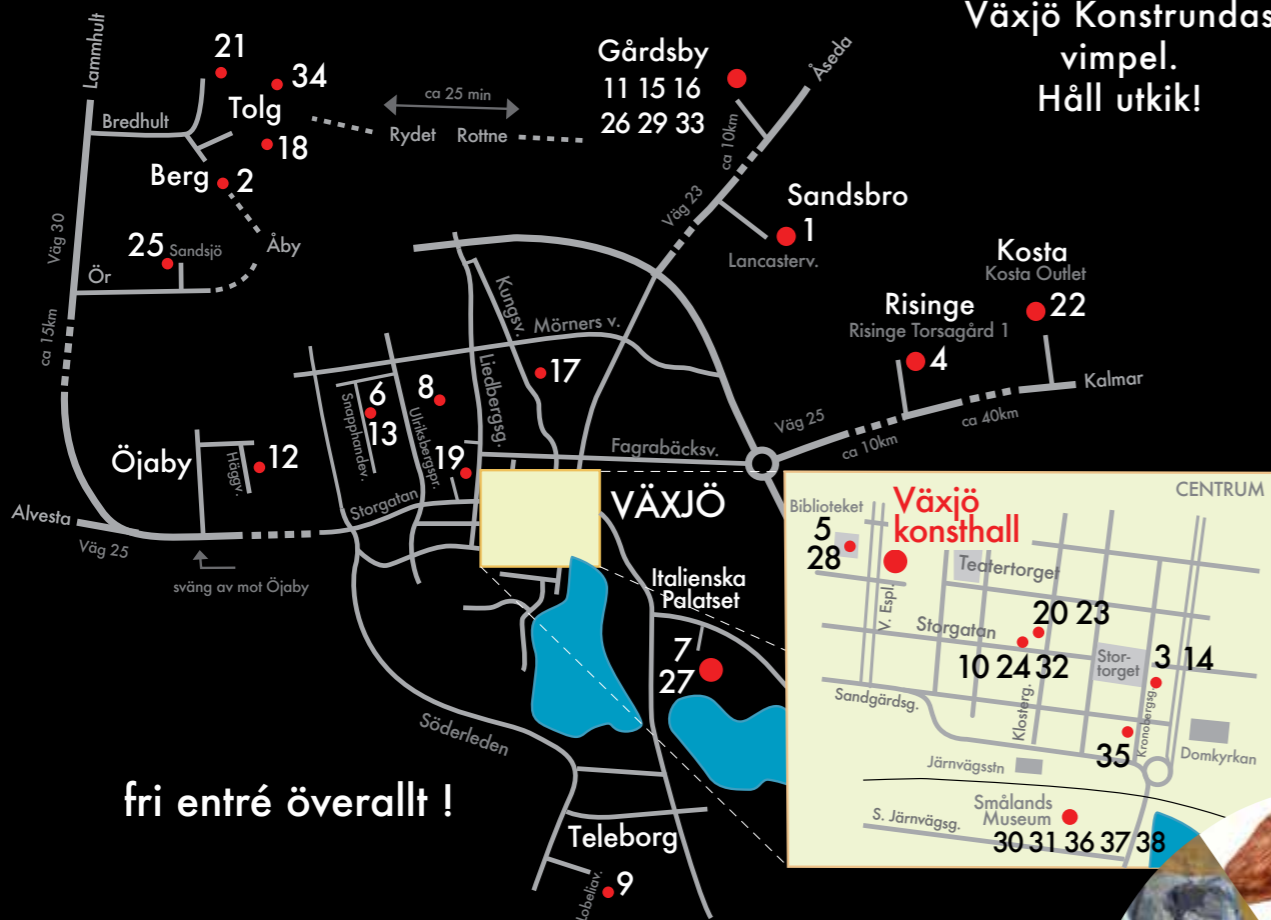 Växjö Konstrundas
vimpel.
Håll utkik!
Lammhult
21
34
Tolg
Bredhult
18
Berg
2
ca 25 min
Rydet
Rottne
Gårdsby
11 15 16
26 29 33
Åseda
ca 10km
Väg 23
Sandsbro
1
Lancasterv.
Väg 30
25
Sandsjö
Åby
Ör
ca 15km
Kosta
Kosta Outlet
22
Risinge
Risinge Torsagård 1
4
Kalmar
ca 40km
ca 10km
Väg 25
Kungsv.
Mörners v.
Liedbergsg.
17
6
13
Snapphandev.
8
Ulriksbergspr.
19
Fagrabäcksv.
Öjaby
Häggv.
12
Storgatan
Alvesta
Väg 25
sväng av mot Öjaby
VÄXJÖ
Italienska
Palatset
7
27
Söderleden
fri entré överallt !
Teleborg
Lobeliav.
9
CENTRUM
Biblioteket
5
28
Växjö
konsthall
V. Espl.
Teatertorget
20 23
Storgatan
10 24 32
Stor-
torget
3 14
Sandgärdsg.
Klosterg.
Kronobergsg.
35
Domkyrkan
Järnvägsstn
Smålands
Museum
S. Järnvägsg.
30 31 36 37 38